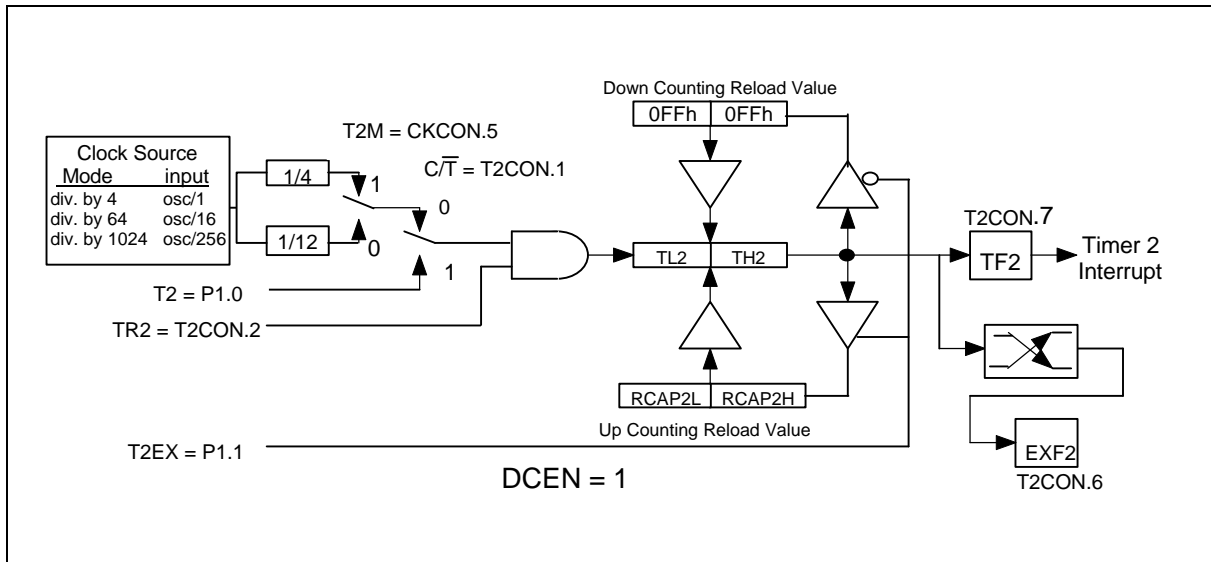 Down Counting Reload Value
0FFh 0FFh
T2M = CKCON.5
C/T̅ = T2CON.1
Clock Source
Mode input
div. by 4 osc/1
div. by 64 osc/16
div. by 1024 osc/256
1/4
1/12
1
0
0
1
T2 = P1.0
TR2 = T2CON.2
TL2 TH2
T2CON.7
TF2
Timer 2
Interrupt
RCAP2L RCAP2H
Up Counting Reload Value
T2EX = P1.1
DCEN = 1
EXF2
T2CON.6